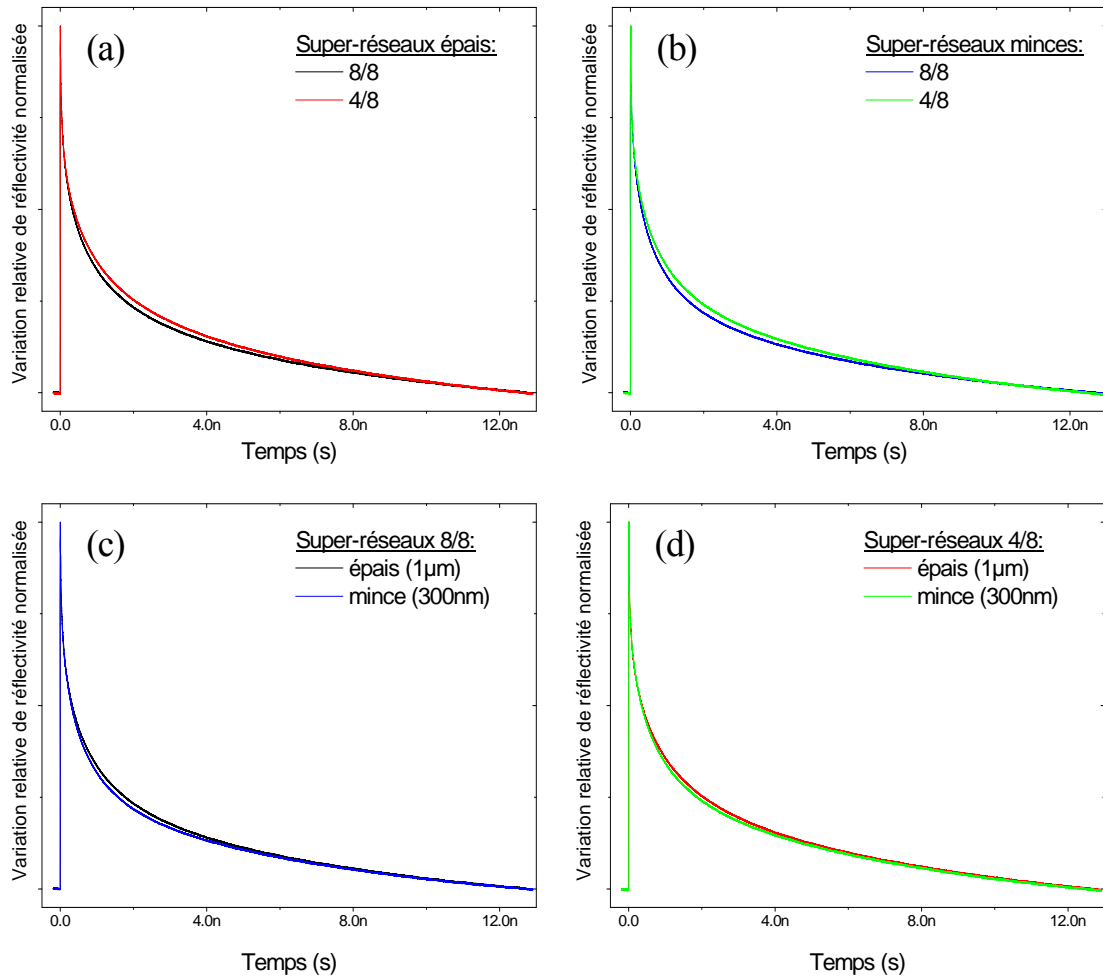 Variation relative de réflectivité normalisée
(a)
Super-réseaux épais:
8/8
4/8
0.0 4.0n 8.0n 12.0n
Temps (s)
Variation relative de réflectivité normalisée
(b)
Super-réseaux minces:
8/8
4/8
0.0 4.0n 8.0n 12.0n
Temps (s)
Variation relative de réflectivité normalisée
(c)
Super-réseaux 8/8:
épais (1µm)
mince (300nm)
0.0 4.0n 8.0n 12.0n
Temps (s)
Variation relative de réflectivité normalisée
(d)
Super-réseaux 4/8:
épais (1µm)
mince (300nm)
0.0 4.0n 8.0n 12.0n
Temps (s)